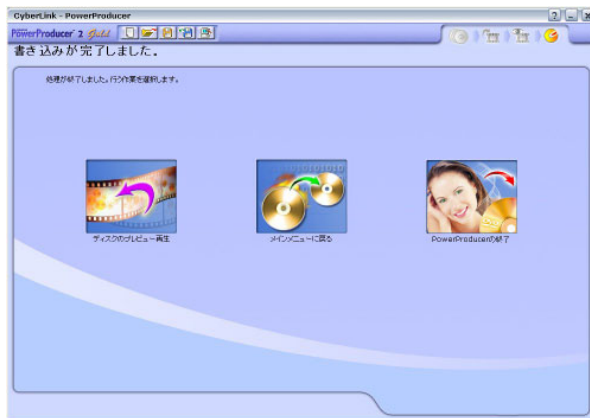 CyberLink - PowerProducer
PowerProducer 2 Gold
書き込みが完了しました。
処理が終了しました。行う作業を選択します。
ディスクのプレビュー再生
メインメニューに戻る
PowerProducerの終了